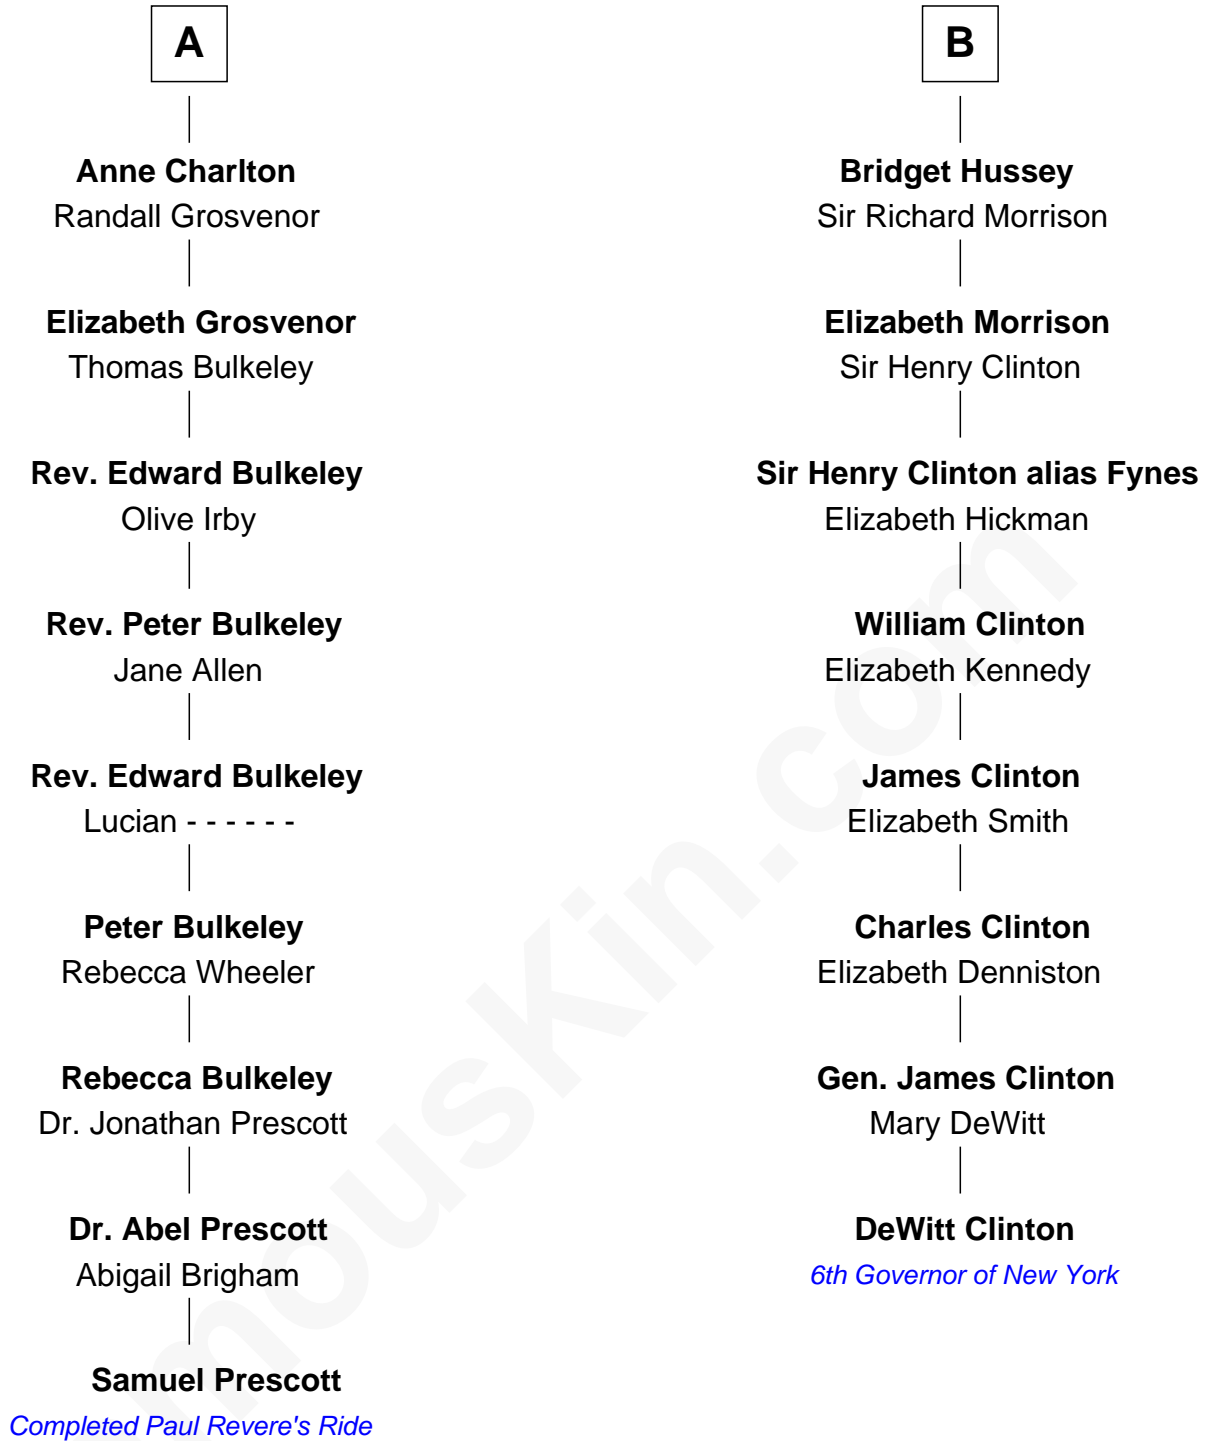 A
Anne Charlton
Randall Grosvenor
Elizabeth Grosvenor
Thomas Bulkeley
Rev. Edward Bulkeley
Olive Irby
Rev. Peter Bulkeley
Jane Allen
Rev. Edward Bulkeley
Lucian - - - - - -
Peter Bulkeley
Rebecca Wheeler
Rebecca Bulkeley
Dr. Jonathan Prescott
Dr. Abel Prescott
Abigail Brigham
Samuel Prescott
Completed Paul Revere's Ride
B
Bridget Hussey
Sir Richard Morrison
Elizabeth Morrison
Sir Henry Clinton
Sir Henry Clinton alias Fynes
Elizabeth Hickman
William Clinton
Elizabeth Kennedy
James Clinton
Elizabeth Smith
Charles Clinton
Elizabeth Denniston
Gen. James Clinton
Mary DeWitt
DeWitt Clinton
6th Governor of New York
mousKin.com